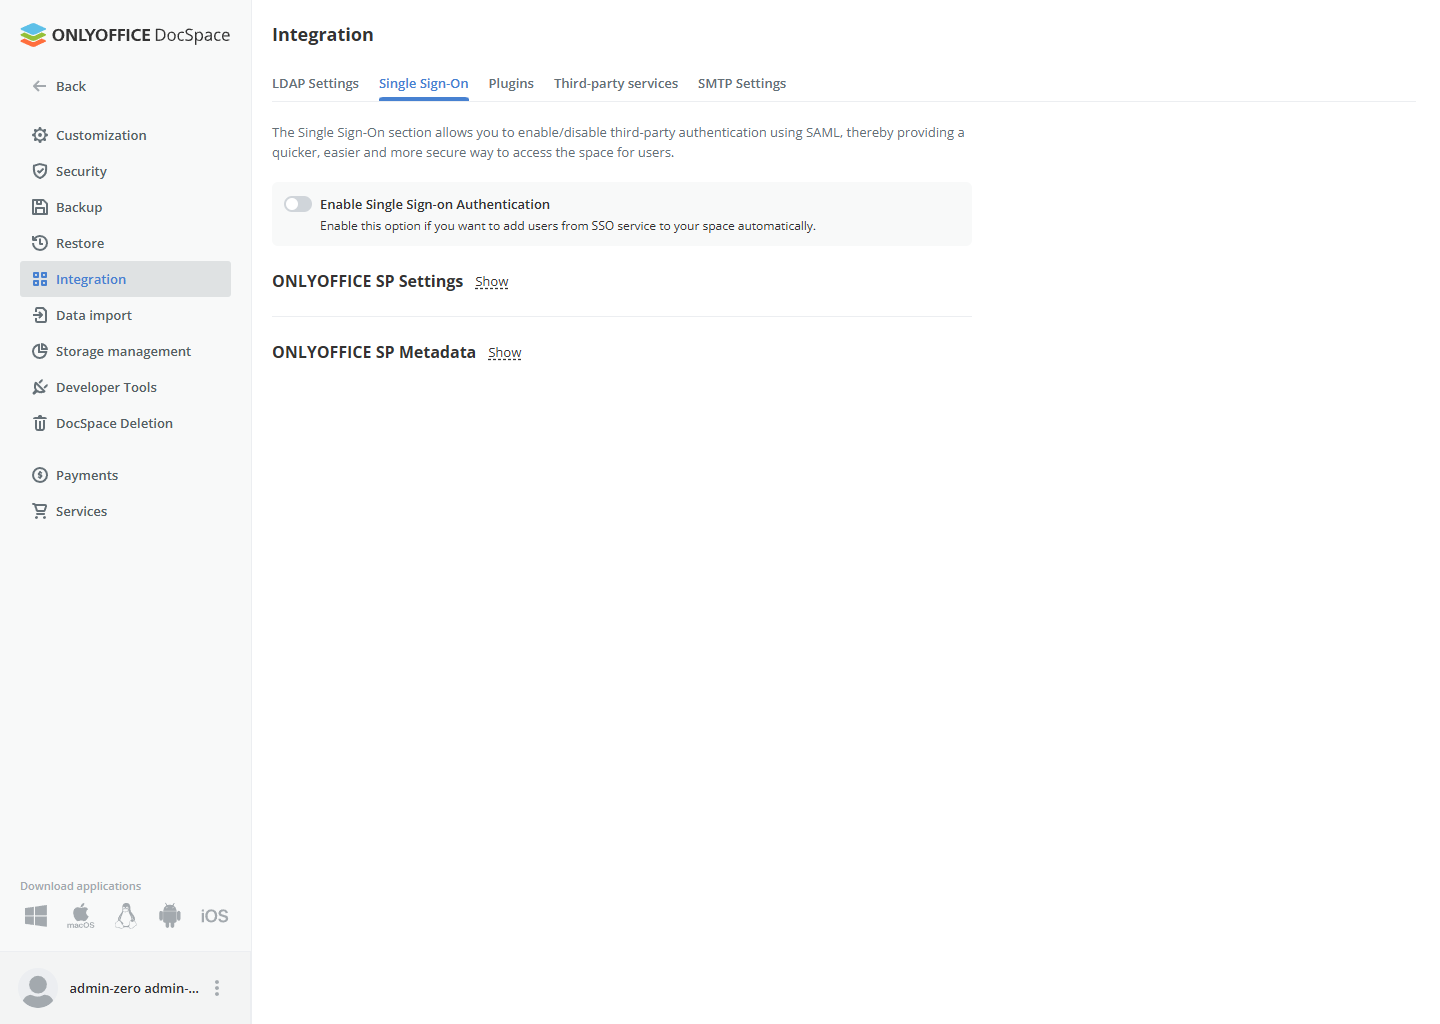 ONLYOFFICE DocSpace
Back
Customization
Security
Backup
Restore
Integration
Data import
Storage management
Developer Tools
DocSpace Deletion
Payments
Services
Download applications
macOS
iOS
admin-zero admin-...
Integration
LDAP Settings Single Sign-On Plugins Third-party services SMTP Settings
The Single Sign-On section allows you to enable/disable third-party authentication using SAML, thereby providing a
quicker, easier and more secure way to access the space for users.
Enable Single Sign-on Authentication
Enable this option if you want to add users from SSO service to your space automatically.
ONLYOFFICE SP Settings Show
ONLYOFFICE SP Metadata Show